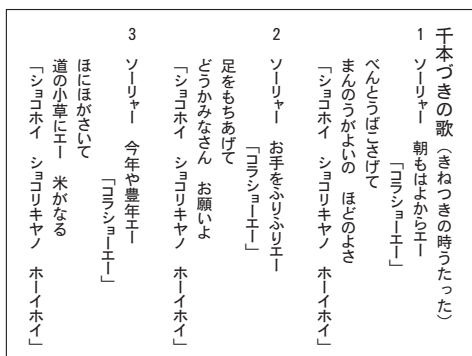 千本づきの歌（きねつきの時うたった）
1 ソーリャー 朝もはよからエー
「コラショーエー」
べんとうばこさげて
まんのうがよいの ほどのよさ
「ショコホイ ショコリキヤノ ホーイホイ」
2 ソーリャー お手をふりふりエー
「コラショーエー」
足をもちあげて
どうかみなさん お願いよ
「ショコホイ ショコリキヤノ ホーイホイ」
3 ソーリャー 今年や豊年エー
「コラショーエー」
ほにほがさいて
道の小草にエー 米がなる
「ショコホイ ショコリキヤノ ホーイホイ」